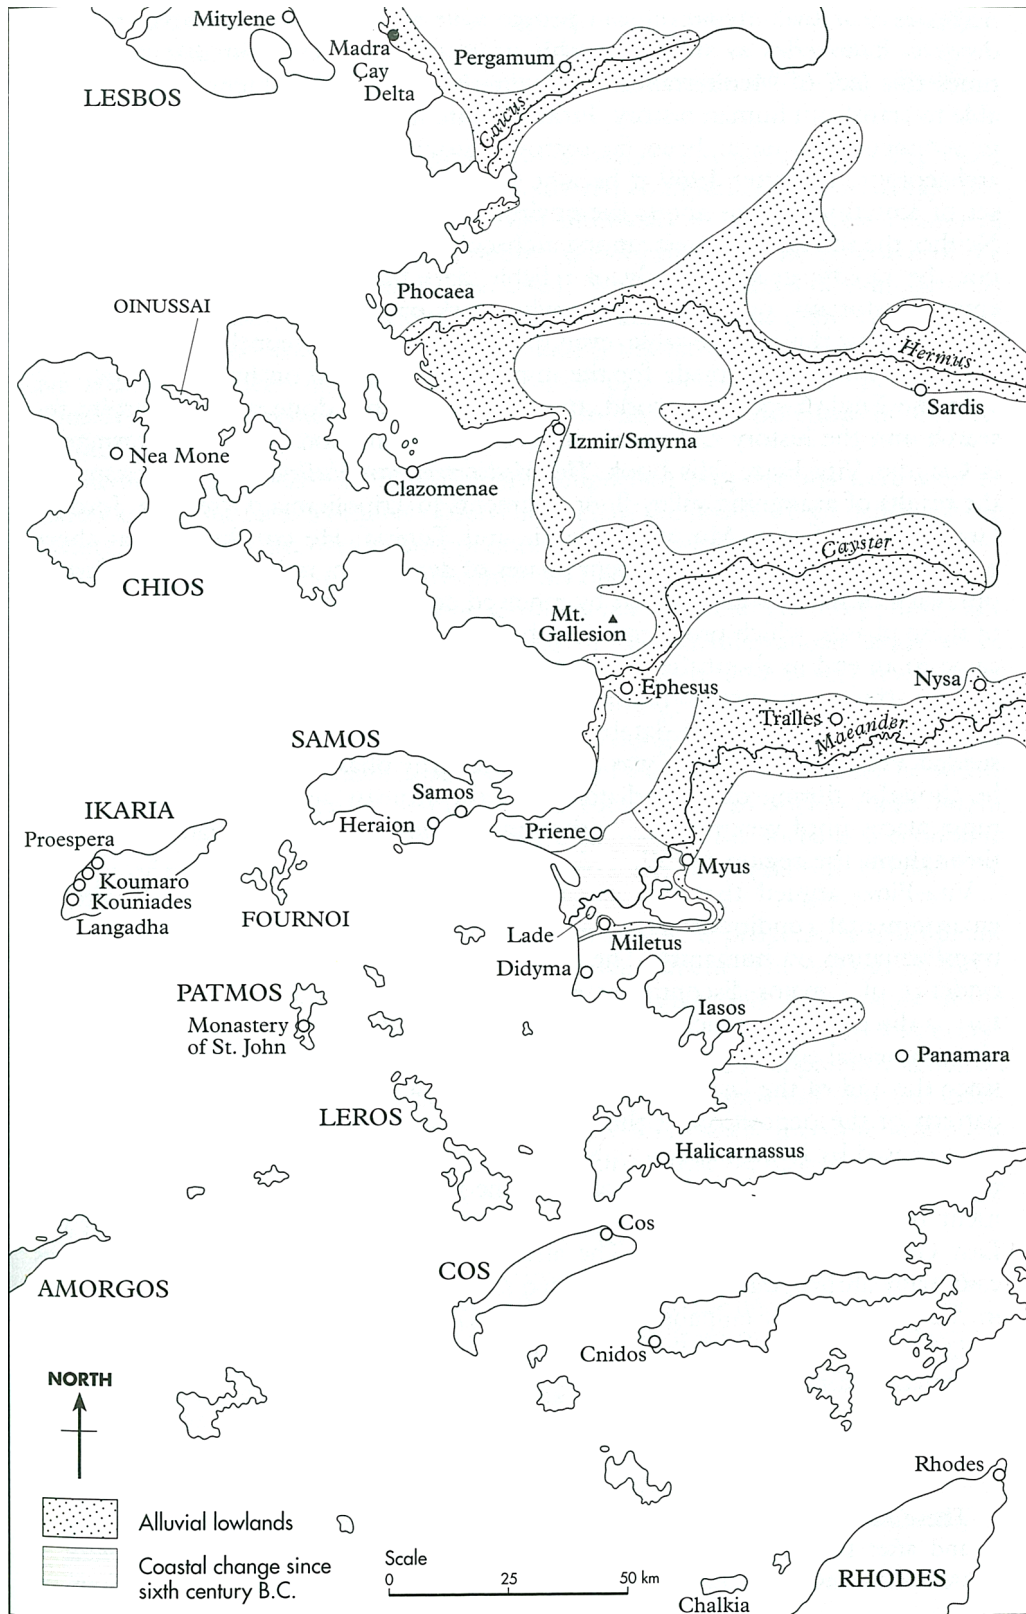 Mitylene
Madra
Çay
Delta
Pergamum
LESBOS
Caicus
OINUSSAI
Phocaea
Hermus
Sardis
Izmir/Smyrna
Nea Mone
Clazomenae
CHIOS
Cayster
Mt.
Gallesion
Ephesus
Nysa
Tralles
Maeander
SAMOS
Samos
Heraion
IKARIA
Proespera
Koumaro
Kouniades
Langadha
FOURNOI
Priene
Myus
Lade
Miletus
Didyma
PATMOS
Monastery
of St. John
Iasos
Panamara
LEROS
Halicarnassus
Cos
COS
AMORGOS
Cnidos
NORTH
Rhodes
RHODES
Chalkia
Alluvial lowlands
Coastal change since
sixth century B.C.
Scale
0 25 50 km